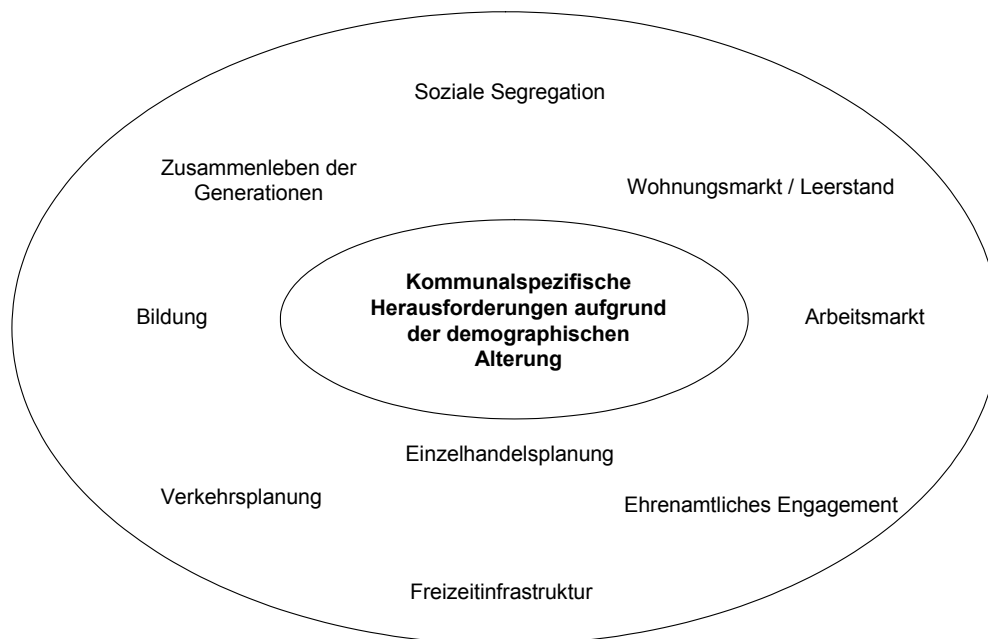 Soziale Segregation
Zusammenleben der
Generationen
Wohnungsmarkt / Leerstand
Kommunalspezifische
Herausforderungen aufgrund
der demographischen
Alterung
Bildung
Arbeitsmarkt
Einzelhandelsplanung
Verkehrsplanung
Ehrenamtliches Engagement
Freizeitinfrastruktur